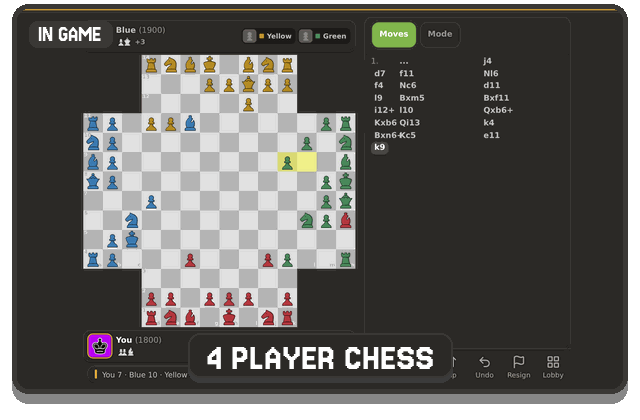 IN GAME
Blue (1900)
+3
Yellow
Green
Moves
Mode
1. ... j4
d7 f11 Nl6
f4 Nc6 d11
l9 Bxm5 Bxf11
l12+ l10 Qxb6+
Kxb6 Qi13 k4
Bxn6+ Kc5 e11
k9
You (1800)
You 7 · Blue 10 · Yellow
4 PLAYER CHESS
Undo
Resign
Lobby